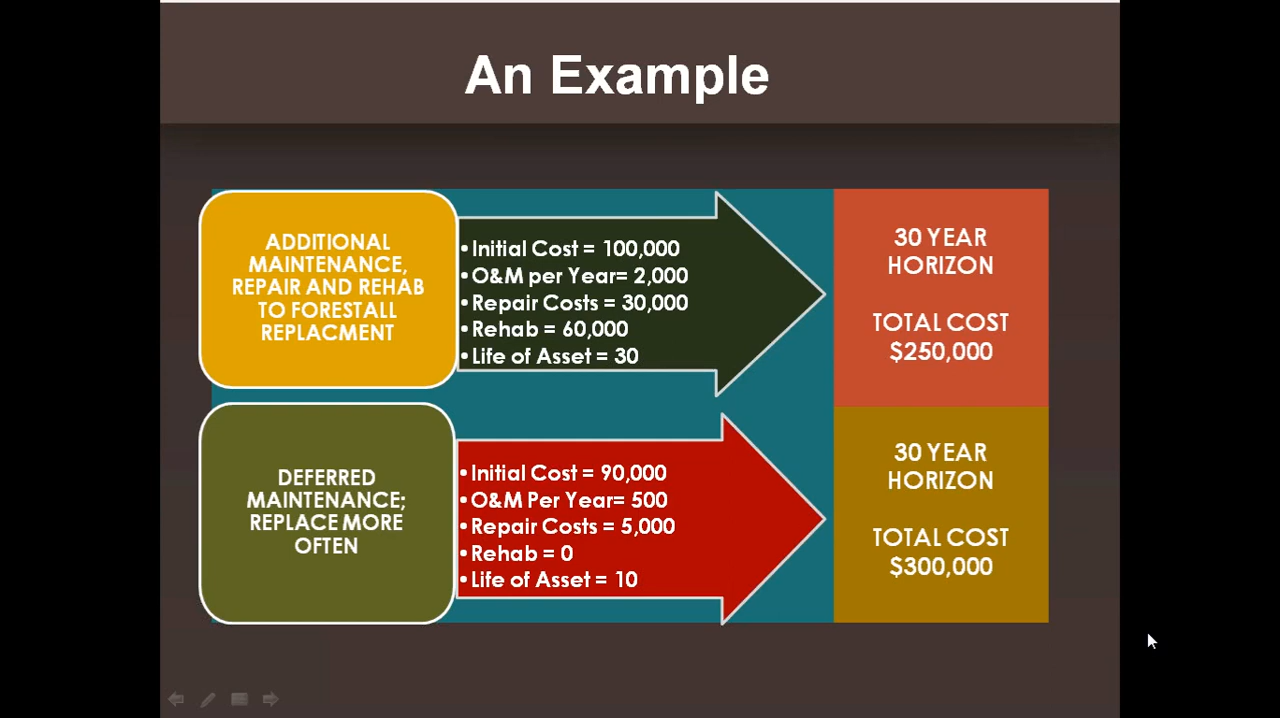 An Example
ADDITIONAL
MAINTENANCE,
REPAIR AND REHAB
TO FORESTALL
REPLACMENT
• Initial Cost = 100,000
• O&M per Year= 2,000
• Repair Costs = 30,000
• Rehab = 60,000
• Life of Asset = 30
30 YEAR
HORIZON
TOTAL COST
$250,000
DEFERRED
MAINTENANCE;
REPLACE MORE
OFTEN
• Initial Cost = 90,000
• O&M Per Year= 500
• Repair Costs = 5,000
• Rehab = 0
• Life of Asset = 10
30 YEAR
HORIZON
TOTAL COST
$300,000